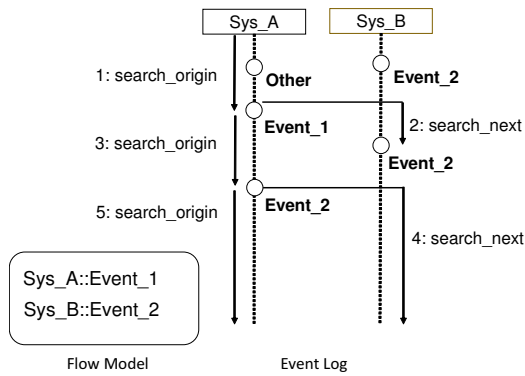 Sys_A
Sys_B
1: search_origin
Other
Event_2
Event_1
2: search_next
3: search_origin
Event_2
Event_2
5: search_origin
4: search_next
Sys_A::Event_1
Sys_B::Event_2
Flow Model
Event Log